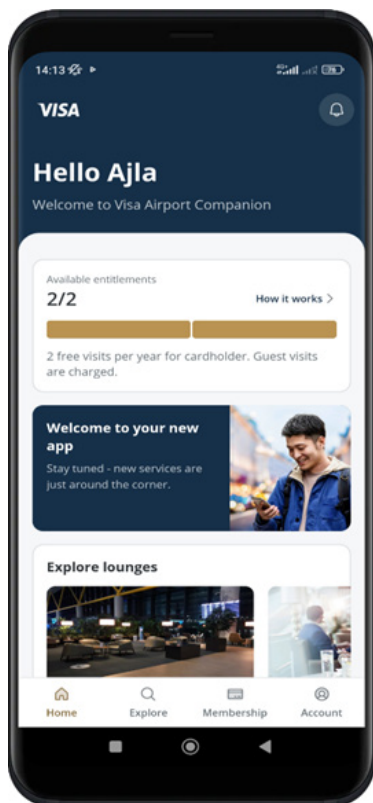 14:13
VISA
Hello Ajla
Welcome to Visa Airport Companion
Available entitlements
2/2
How it works >
2 free visits per year for cardholder. Guest visits
are charged.
Welcome to your new
app
Stay tuned - new services are
just around the corner.
Explore lounges
Home
Explore
Membership
Account